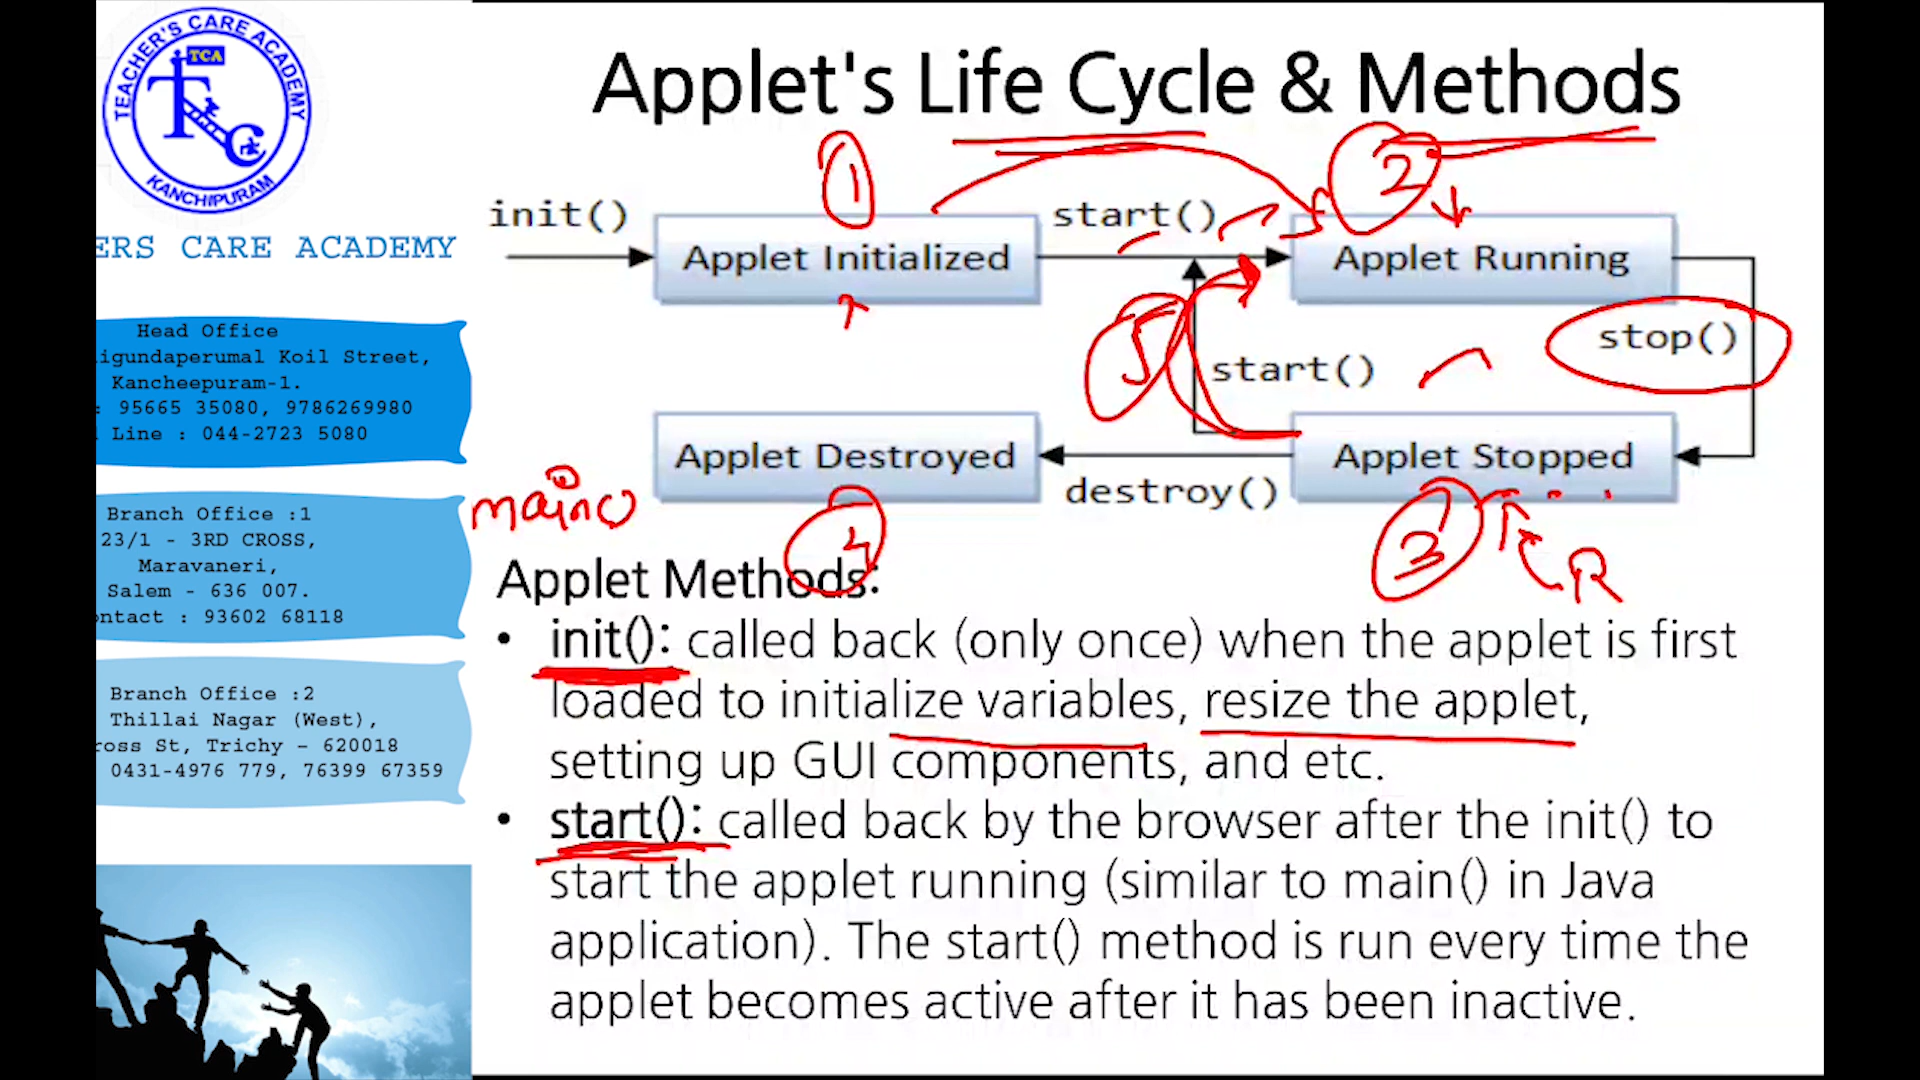 TEACHER'S CARE ACADEMY
TCA
KANCHIPURAM
ERS CARE ACADEMY
Head Office
igundaperumal Koil Street,
Kancheepuram-1.
: 95665 35080, 9786269980
Line : 044-2723 5080
Branch Office :1
23/1 - 3RD CROSS,
Maravaneri,
Salem - 636 007.
ontact : 93602 68118
Branch Office :2
Thillai Nagar (West),
ross St, Trichy – 620018
0431-4976 779, 76399 67359
Applet's Life Cycle & Methods
1
2
init()
Applet Initialized
start()
Applet Running
stop()
5
start()
Applet Destroyed
destroy()
Applet Stopped
main()
4
3
R
Applet Methods:
• init(): called back (only once) when the applet is first
loaded to initialize variables, resize the applet,
setting up GUI components, and etc.
• start(): called back by the browser after the init() to
start the applet running (similar to main() in Java
application). The start() method is run every time the
applet becomes active after it has been inactive.